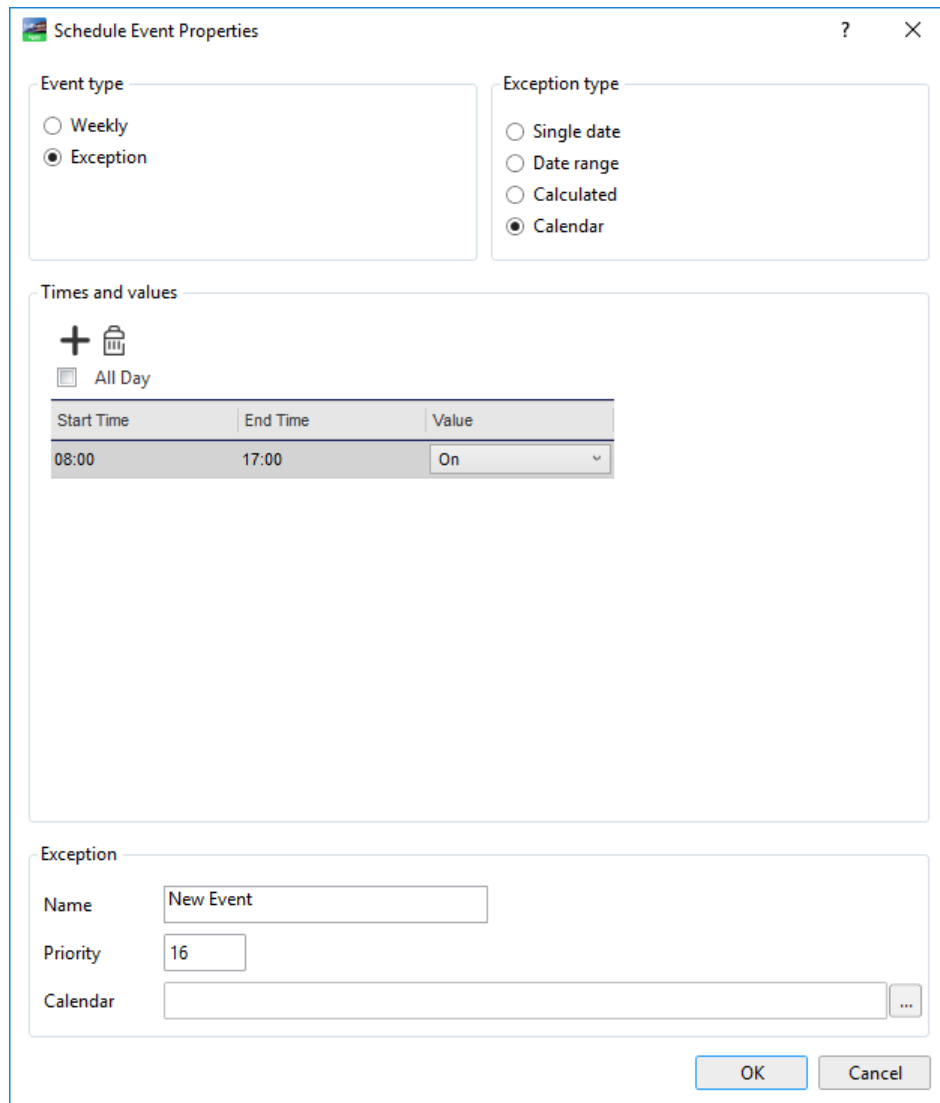 Schedule Event Properties
?
Event type
Weekly
Exception
Exception type
Single date
Date range
Calculated
Calendar
Times and values
All Day
Start Time End Time Value
08:00 17:00 On
Exception
Name New Event
Priority 16
Calendar ...
OK Cancel